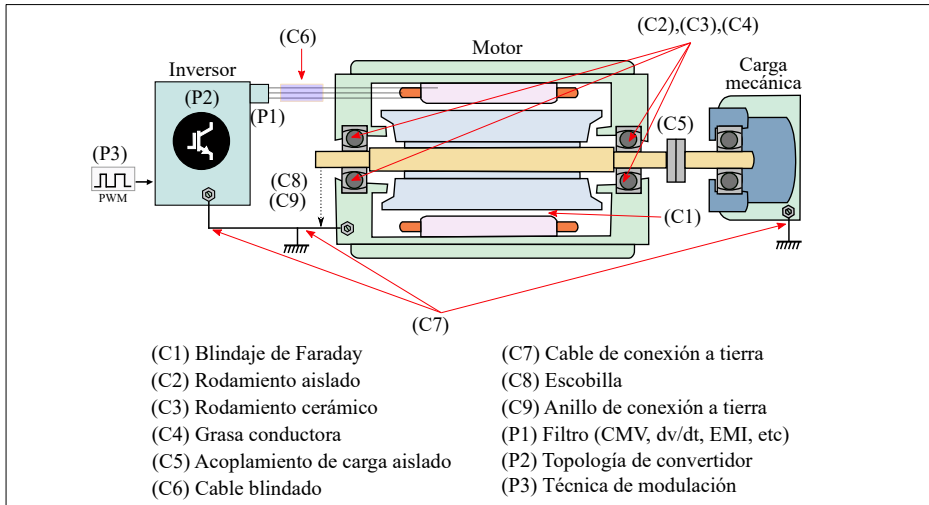 (C6)
Motor
(C2),(C3),(C4)
Inversor
Carga
mecánica
(P2)
(P1)
(C5)
(P3)
PWM
(C8)
(C9)
(C1)
(C7)
(C1) Blindaje de Faraday
(C2) Rodamiento aislado
(C3) Rodamiento cerámico
(C4) Grasa conductora
(C5) Acoplamiento de carga aislado
(C6) Cable blindado
(C7) Cable de conexión a tierra
(C8) Escobilla
(C9) Anillo de conexión a tierra
(P1) Filtro (CMV, dv/dt, EMI, etc)
(P2) Topología de convertidor
(P3) Técnica de modulación